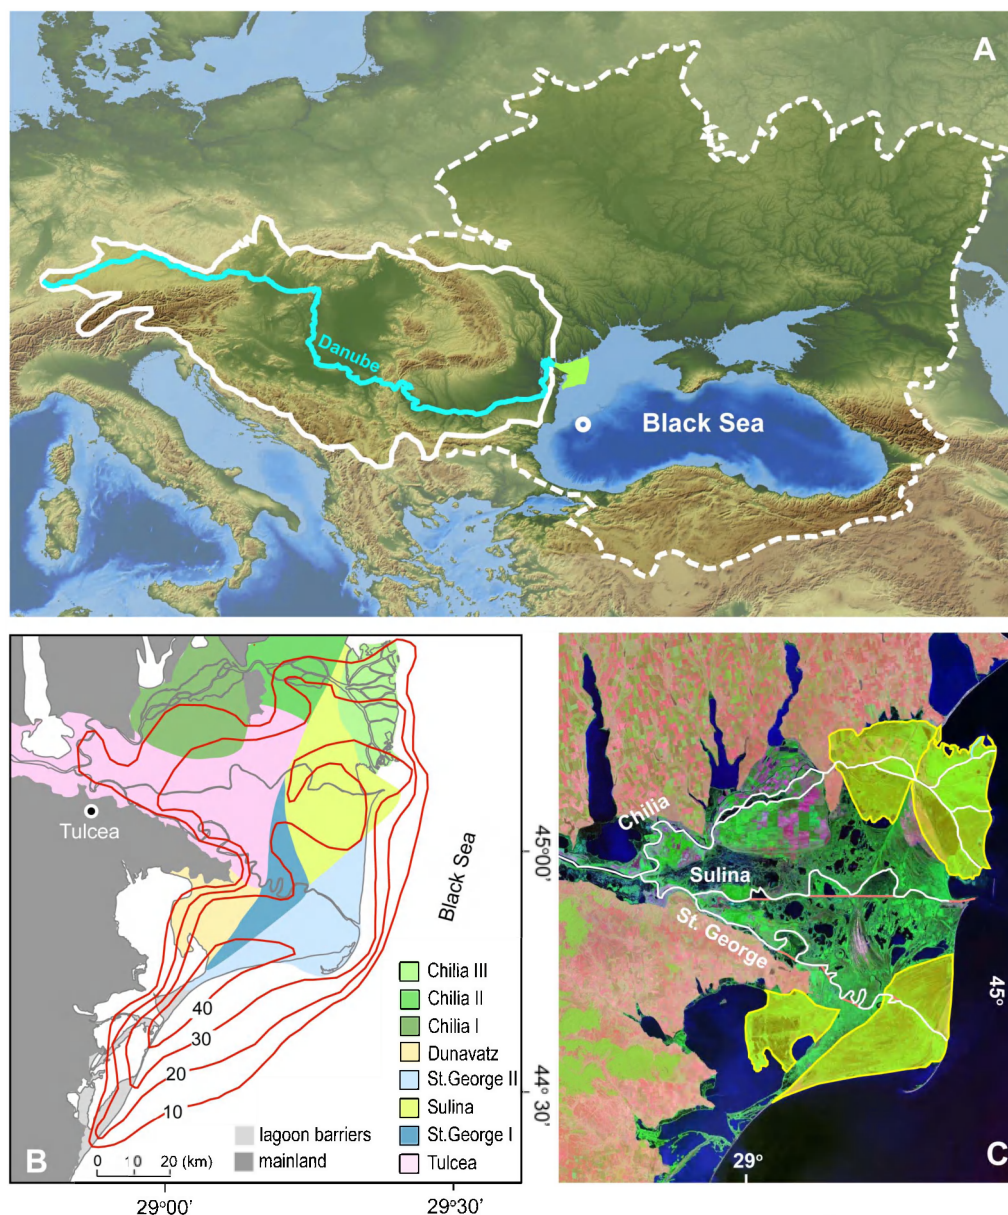 A
Danube
Black Sea
B
Tulcea
Black Sea
40
30
20
10
0 10 20 (km)
lagoon barriers
mainland
Chilia III
Chilia II
Chilia I
Dunavatz
St.George II
Sulina
St.George I
Tulcea
45°00'
44°30'
29°00'
29°30'
C
Chilia
Sulina
St. George
45°
29°